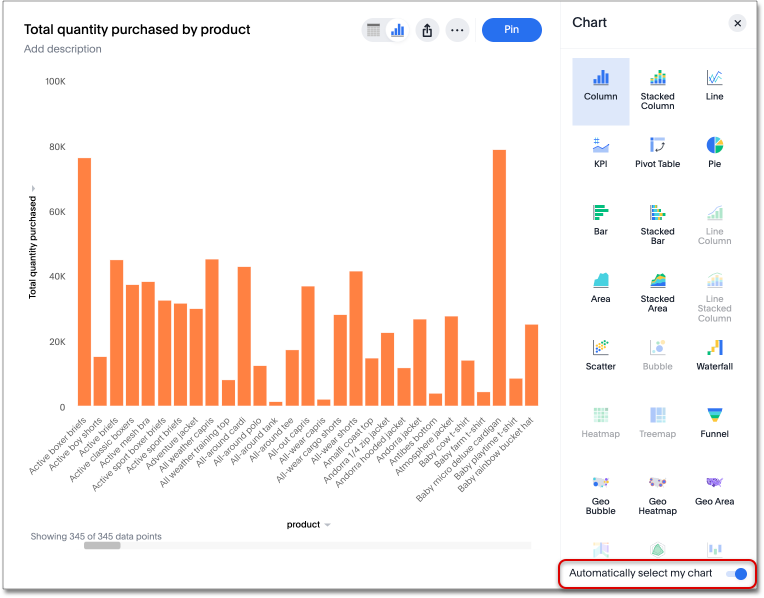 Total quantity purchased by product
Add description
Pin
Chart
Column
Stacked
Column
Line
KPI
Pivot Table
Pie
Bar
Stacked
Bar
Line
Column
Area
Stacked
Area
Line
Stacked
Column
Scatter
Bubble
Waterfall
Heatmap
Treemap
Funnel
Geo
Bubble
Geo
Heatmap
Geo Area
Automatically select my chart
Total quantity purchased
100K
80K
60K
40K
20K
0
Active boxer briefs
Active boy shorts
Active briefs
Active classic boxers
Active mesh bra
Active sport boxer briefs
Active sport briefs
Adventure jacket
All weather capris
All weather training top
All-around cardi
All-around polo
All-around tank
All-around tee
All-out capris
All-wear capris
All-wear cargo shorts
All-wear shorts
Amalfi coast top
Andorra 1/4 zip jacket
Andorra hooded jacket
Andorra jacket
Antibes bottom
Atmosphere jacket
Baby cow t-shirt
Baby farm t-shirt
Baby micro deluxe cardigan
Baby playtime t-shirt
Baby rainbow bucket hat
product
Showing 345 of 345 data points